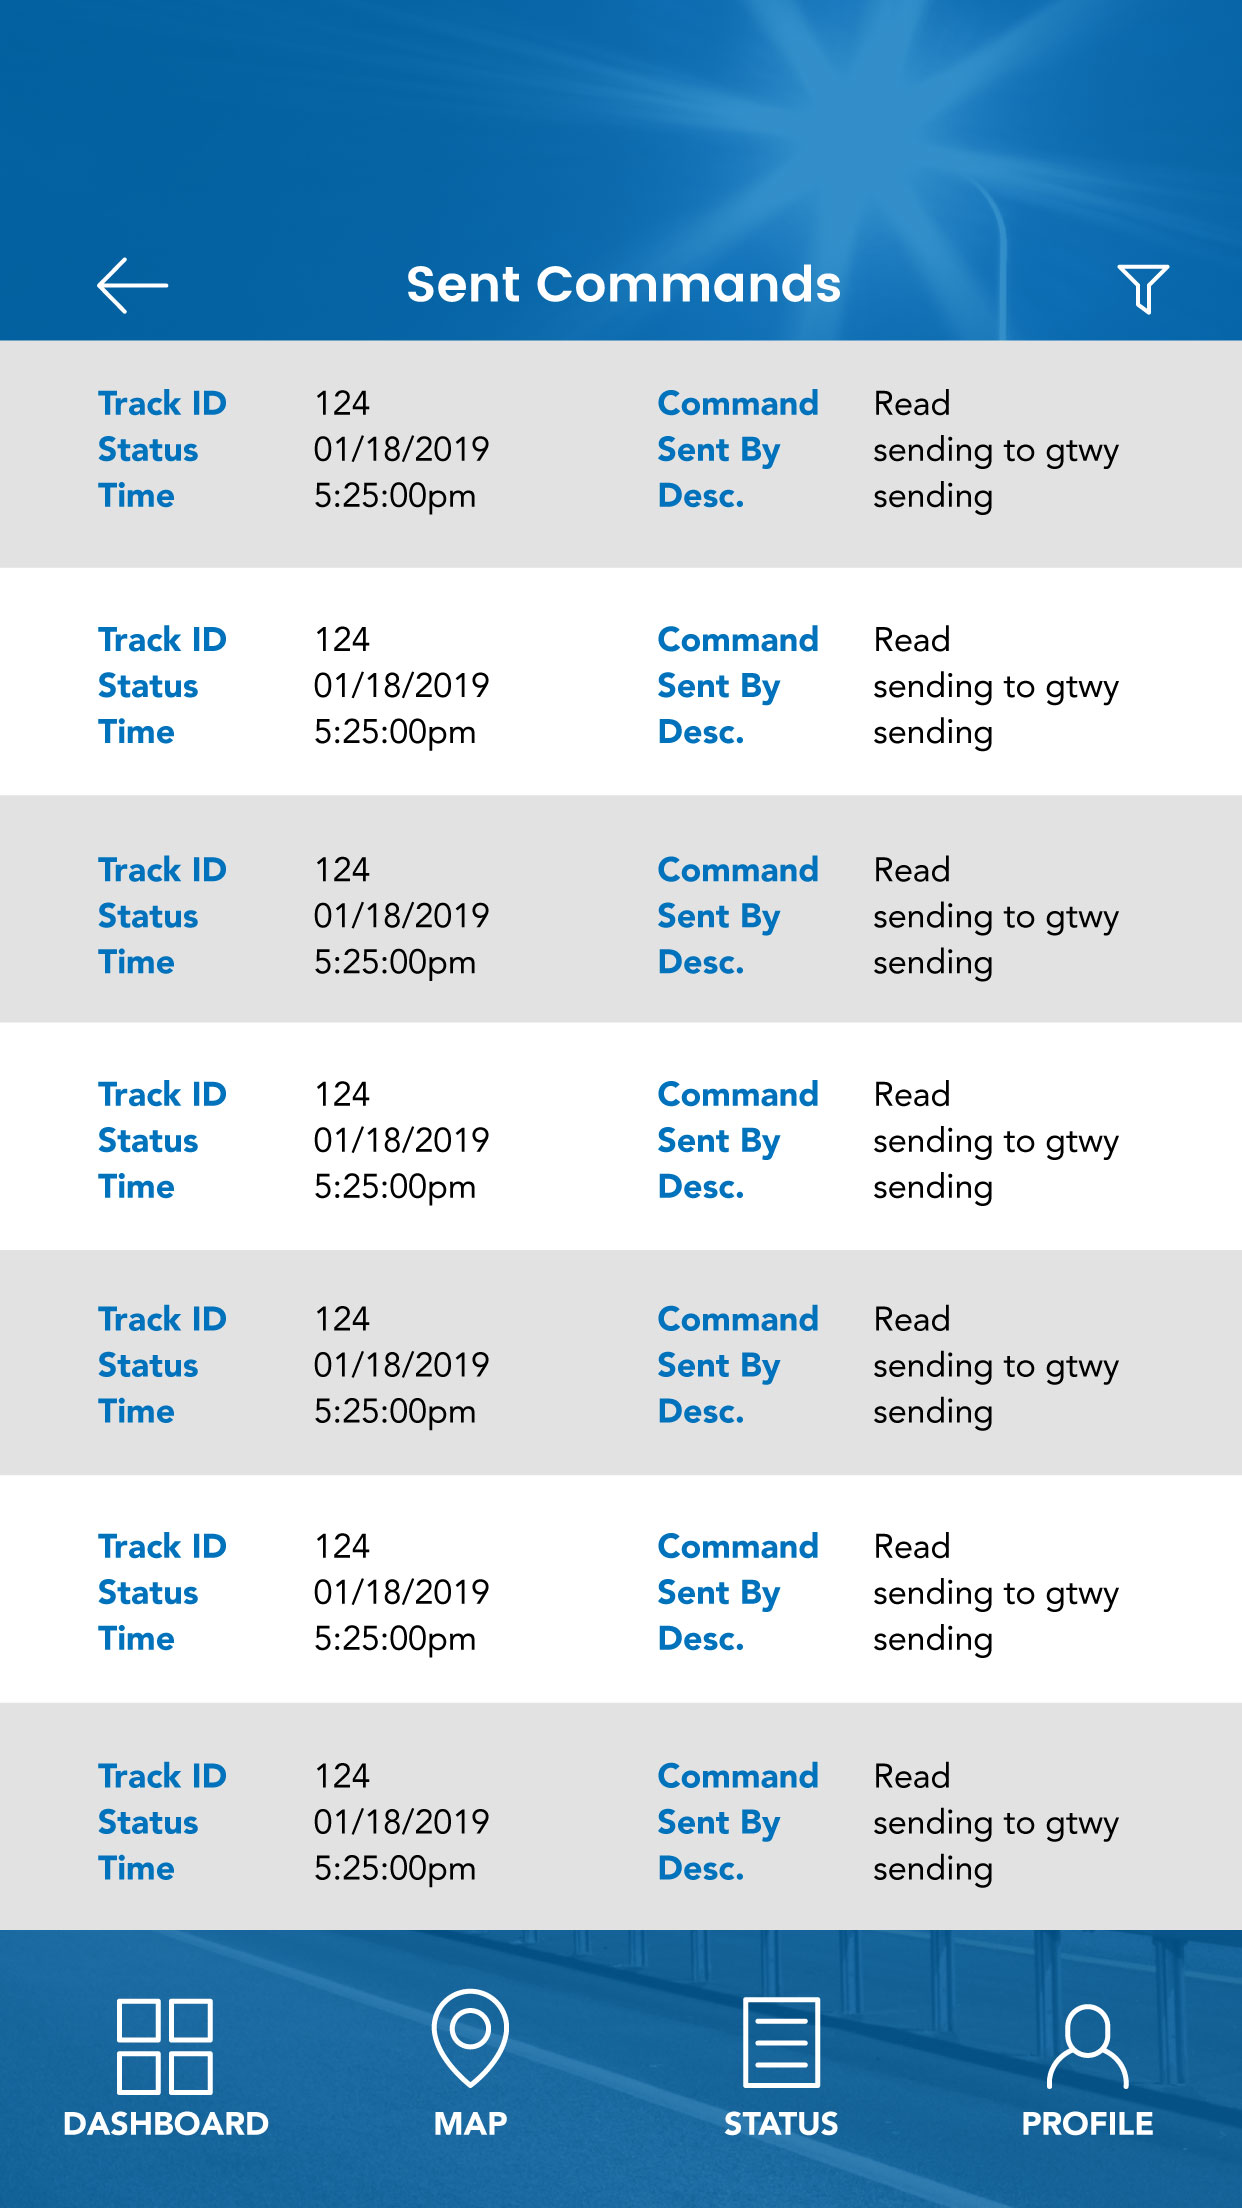 Sent Commands
Track ID 124 Command Read
Status 01/18/2019 Sent By sending to gtwy
Time 5:25:00pm Desc. sending
Track ID 124 Command Read
Status 01/18/2019 Sent By sending to gtwy
Time 5:25:00pm Desc. sending
Track ID 124 Command Read
Status 01/18/2019 Sent By sending to gtwy
Time 5:25:00pm Desc. sending
Track ID 124 Command Read
Status 01/18/2019 Sent By sending to gtwy
Time 5:25:00pm Desc. sending
Track ID 124 Command Read
Status 01/18/2019 Sent By sending to gtwy
Time 5:25:00pm Desc. sending
Track ID 124 Command Read
Status 01/18/2019 Sent By sending to gtwy
Time 5:25:00pm Desc. sending
Track ID 124 Command Read
Status 01/18/2019 Sent By sending to gtwy
Time 5:25:00pm Desc. sending
DASHBOARD MAP STATUS PROFILE